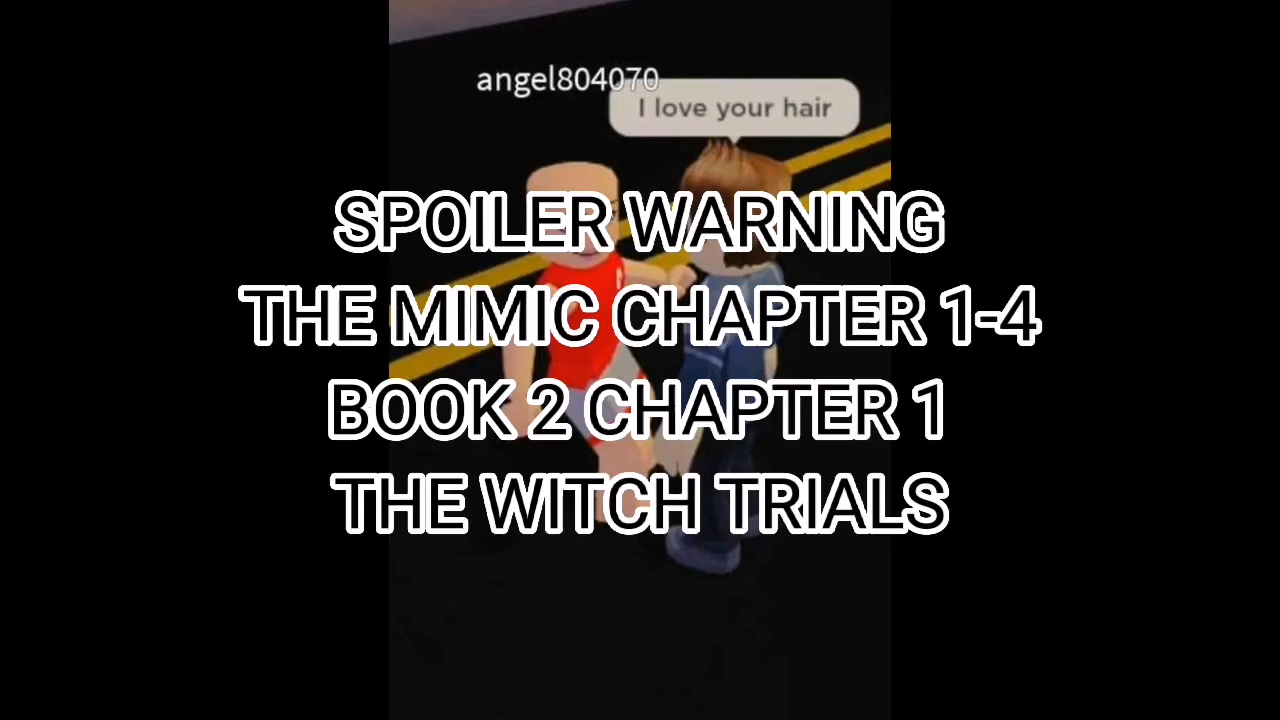 angel804070
I love your hair
SPOILER WARNING
THE MIMIC CHAPTER 1-4
BOOK 2 CHAPTER 1
THE WITCH TRIALS